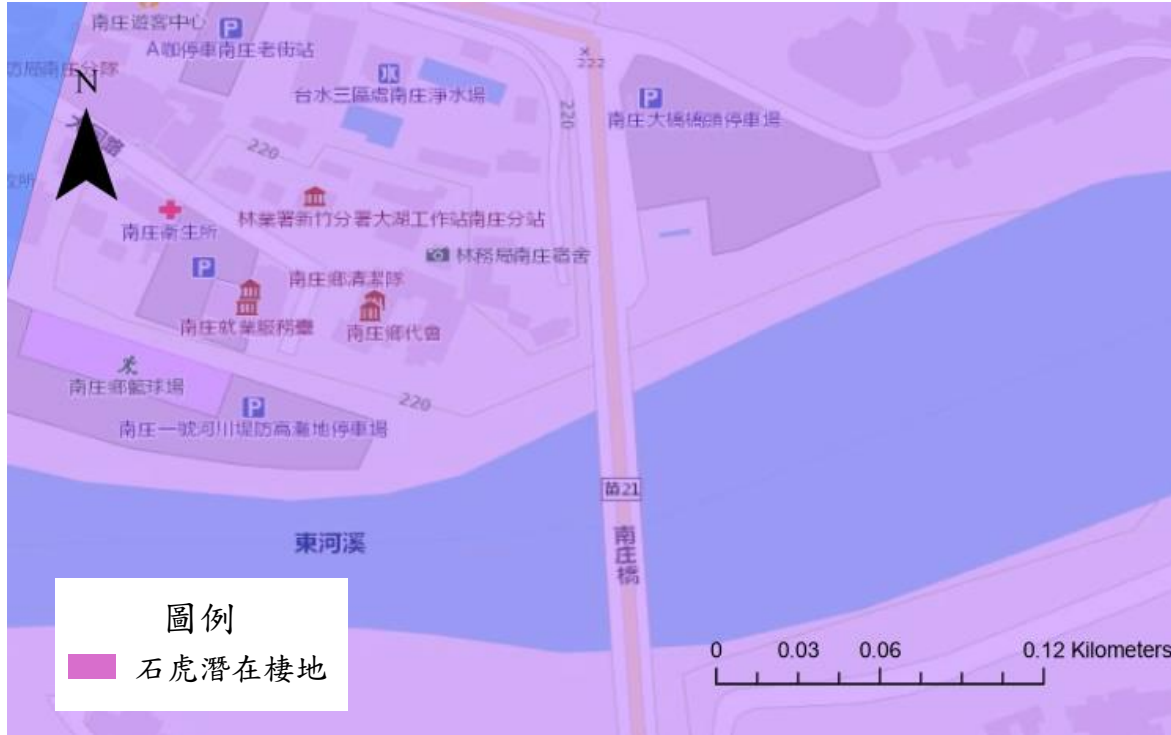 南庄遊客中心
A咖停車南庄老街站
防局南庄分隊
N
222
台水三區處南庄淨水場
220
南庄大橋橋頭停車場
220
林業署新竹分署大湖工作站南庄分站
南庄衛生所
林務局南庄宿舍
南庄鄉清潔隊
南庄就業服務臺
南庄鄉代會
南庄鄉籃球場
220
南庄一號河川堤防高灘地停車場
苗21
南庄橋
東河溪
圖例
石虎潛在棲地
0 0.03 0.06 0.12 Kilometers